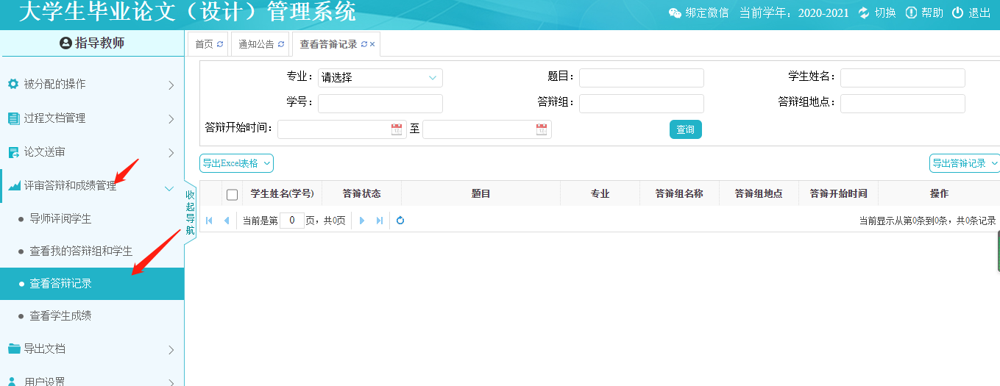 大学生毕业论文（设计）管理系统
绑定微信 当前学年：2020-2021 切换 帮助 退出
指导教师
首页 通知公告 查看答辩记录
被分配的操作
过程文档管理
论文送审
评审答辩和成绩管理
导师评阅学生
查看我的答辩组和学生
查看答辩记录
查看学生成绩
导出文档
用户设置
收起导航
专业： 请选择 题目： 学生姓名：
学号： 答辩组： 答辩组地点：
答辩开始时间： 至 查询
导出Excel表格 导出答辩记录
学生姓名(学号) 答辩状态 题目 专业 答辩组名称 答辩组地点 答辩开始时间 操作
当前是第 0 页，共0页 当前显示从第0条到0条，共0条记录